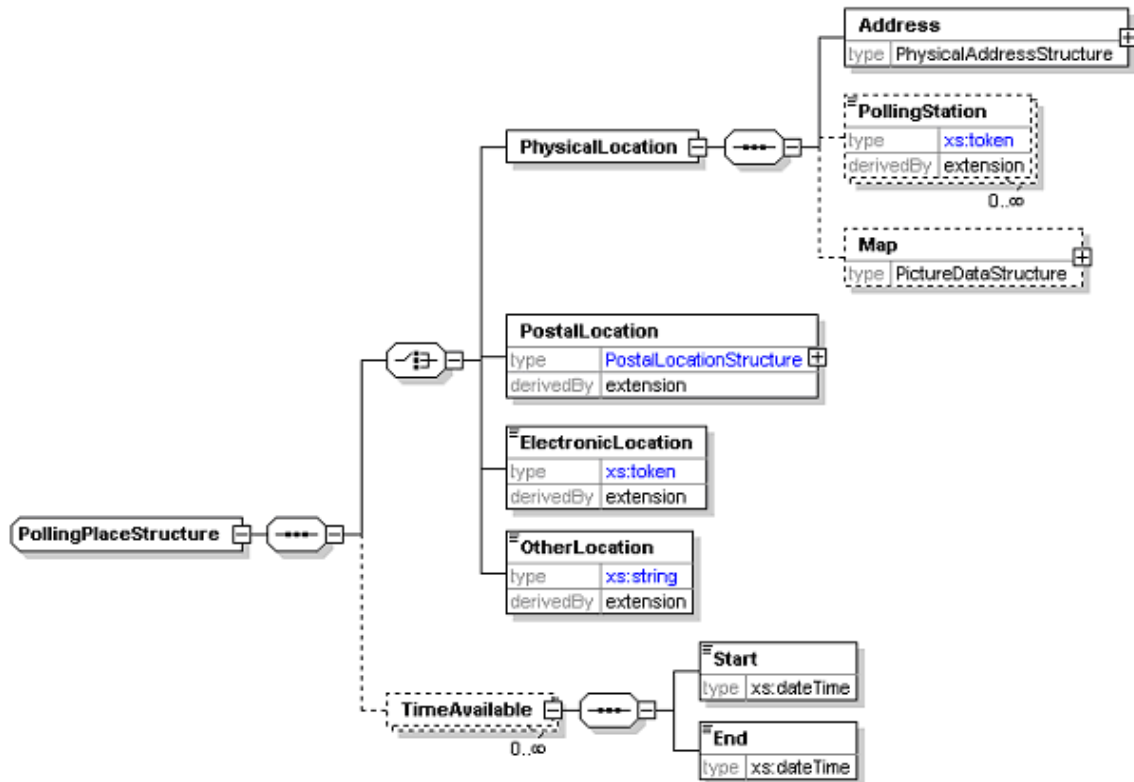 Address
type PhysicalAddressStructure
PollingStation
type xs:token
derivedBy extension
0..∞
Map
type PictureDataStructure
PhysicalLocation
PostalLocation
type PostalLocationStructure
derivedBy extension
ElectronicLocation
type xs:token
derivedBy extension
OtherLocation
type xs:string
derivedBy extension
PollingPlaceStructure
TimeAvailable
0..∞
Start
type xs:dateTime
End
type xs:dateTime